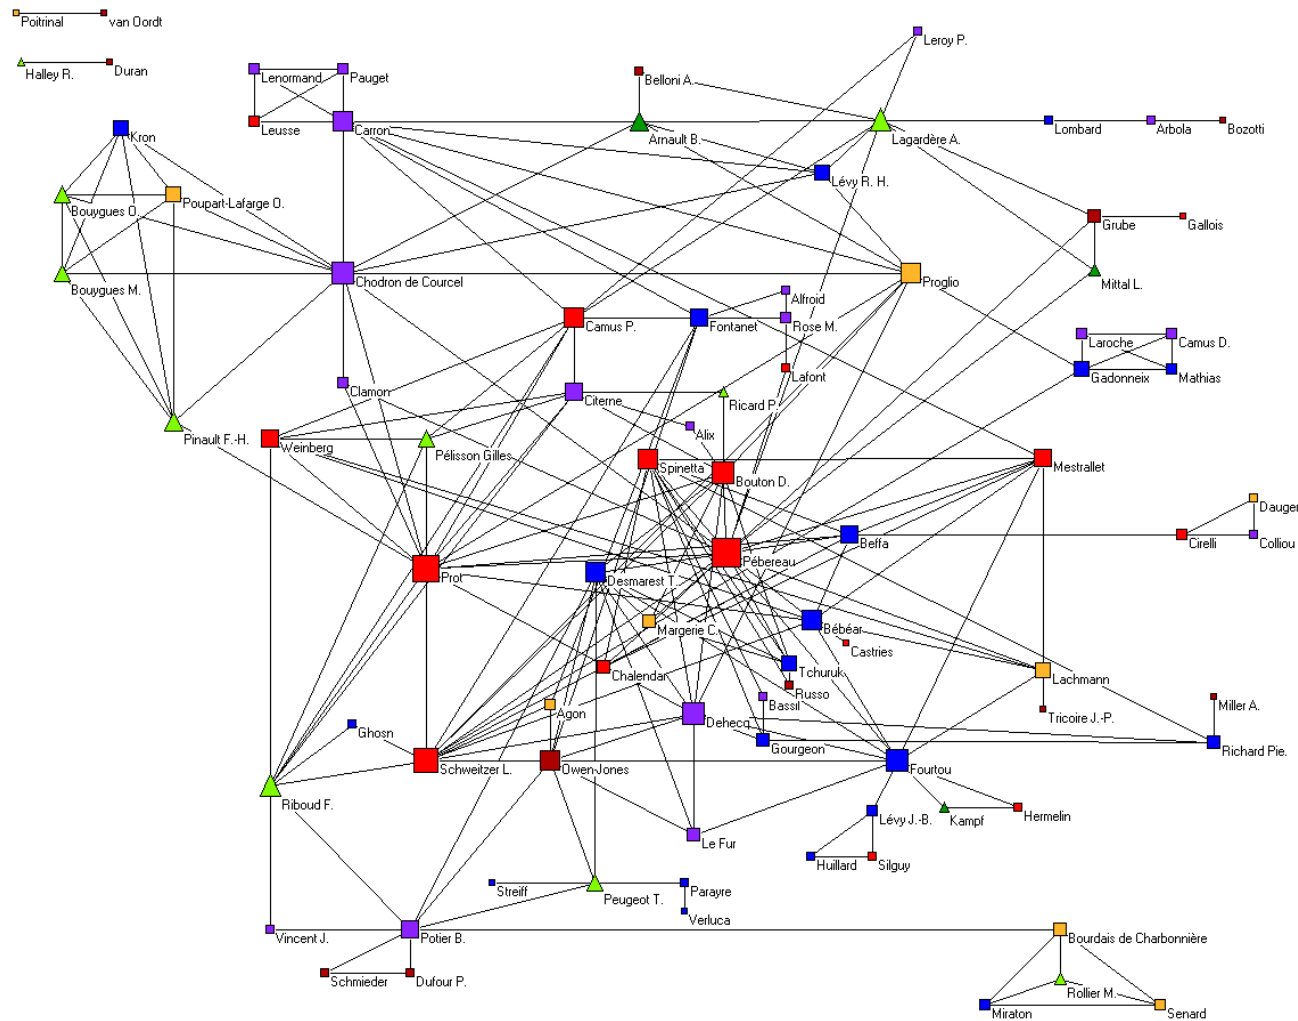 Poitrinal
van Oordt
Leroy P.
Halley R.
Duran
Lenormand
Pauget
Belloni A.
Leusse
Carron
Arnault B.
Lagardère A.
Lombard
Arbola
Bozotti
Kron
Lévy R. H.
Bouygues O.
Poupart-Lafarge O.
Grube
Gallois
Bouygues M.
Chodron de Courcel
Proglio
Mittal L.
Alfroid
Camus P.
Fontanet
Rose M.
Laroche
Camus D.
Lafont
Gadonneix
Mathias
Clamon
Citerne
Ricard P.
Alix
Pinault F.-H.
Weinberg
Pélisson Gilles
Spinetta
Bouton D.
Mestrallet
Dauger
Beffa
Cirelli
Colliou
Pébereau
Prot
Desmarest T.
Margerie C.
Bébéar
Castries
Chalendar
Tchuruk
Lachmann
Russo
Bassil
Tricoire J.-P.
Miller A.
Agon
Dehecq
Ghosn
Gourgeon
Richard Pie.
Schweitzer L.
Owen-Jones
Fourtou
Riboud F.
Lévy J.-B.
Kampf
Hermelin
Le Fur
Huillard
Silguy
Streiff
Peugeot T.
Parayre
Verluca
Vincent J.
Potier B.
Bourdais de Charbonnière
Schmieder
Dufour P.
Rollier M.
Miraton
Senard